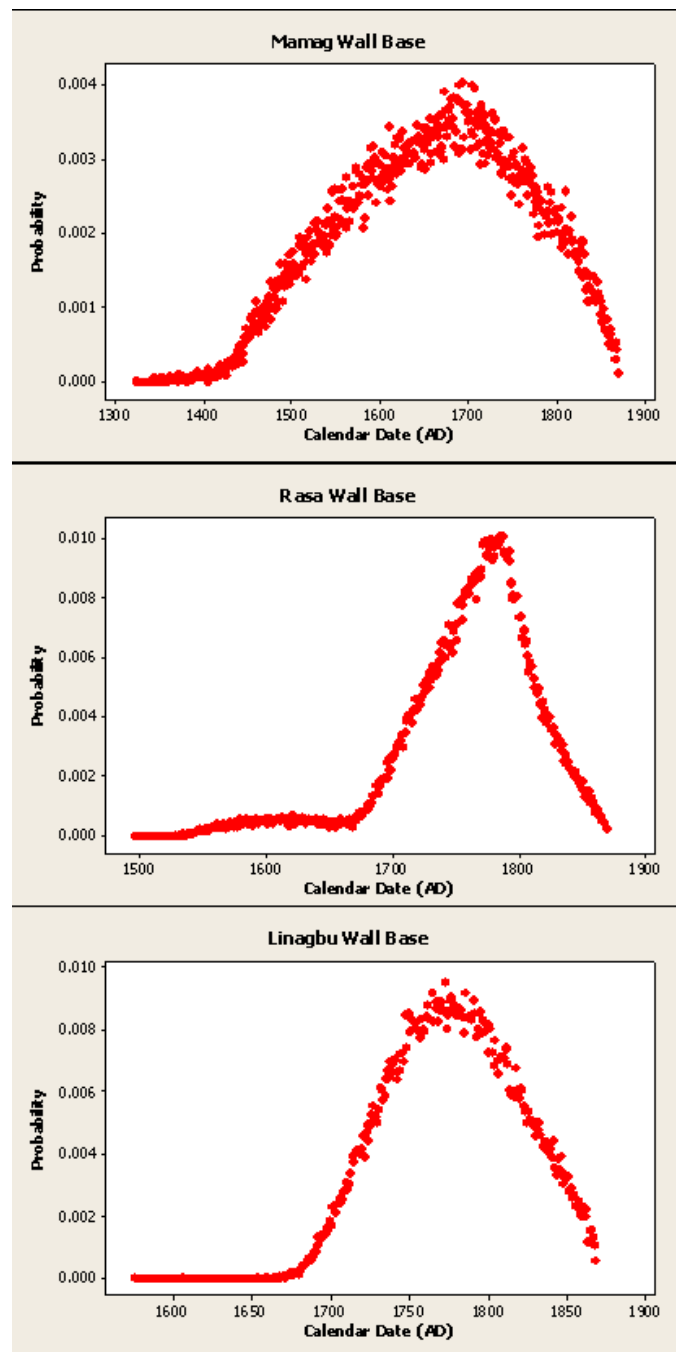 Mamag Wall Base
0.004
0.003
0.002
0.001
0.000
Probability
1300 1400 1500 1600 1700 1800 1900
Calendar Date (AD)
Rasa Wall Base
0.010
0.008
0.006
0.004
0.002
0.000
Probability
1500 1600 1700 1800 1900
Calendar Date (AD)
Linagbu Wall Base
0.010
0.008
0.006
0.004
0.002
0.000
Probability
1600 1650 1700 1750 1800 1850 1900
Calendar Date (AD)